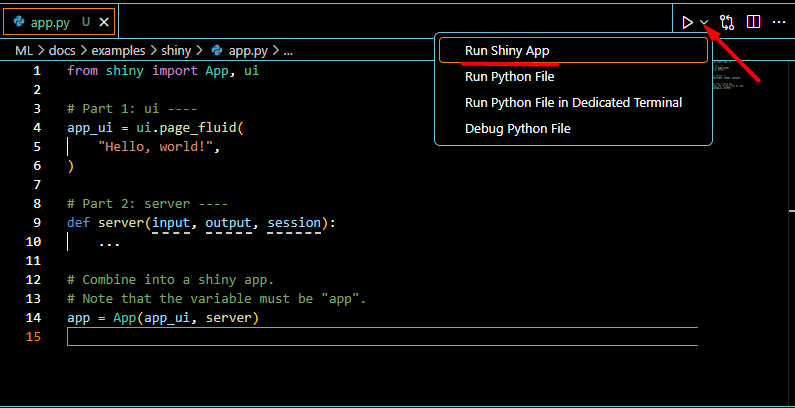 app.py U
ML > docs > examples > shiny > app.py > ...
Run Shiny App
Run Python File
Run Python File in Dedicated Terminal
Debug Python File
1 from shiny import App, ui
2
3 # Part 1: ui ----
4 app_ui = ui.page_fluid(
5     "Hello, world!",
6 )
7
8 # Part 2: server ----
9 def server(input, output, session):
10     ...
11
12 # Combine into a shiny app.
13 # Note that the variable must be "app".
14 app = App(app_ui, server)
15